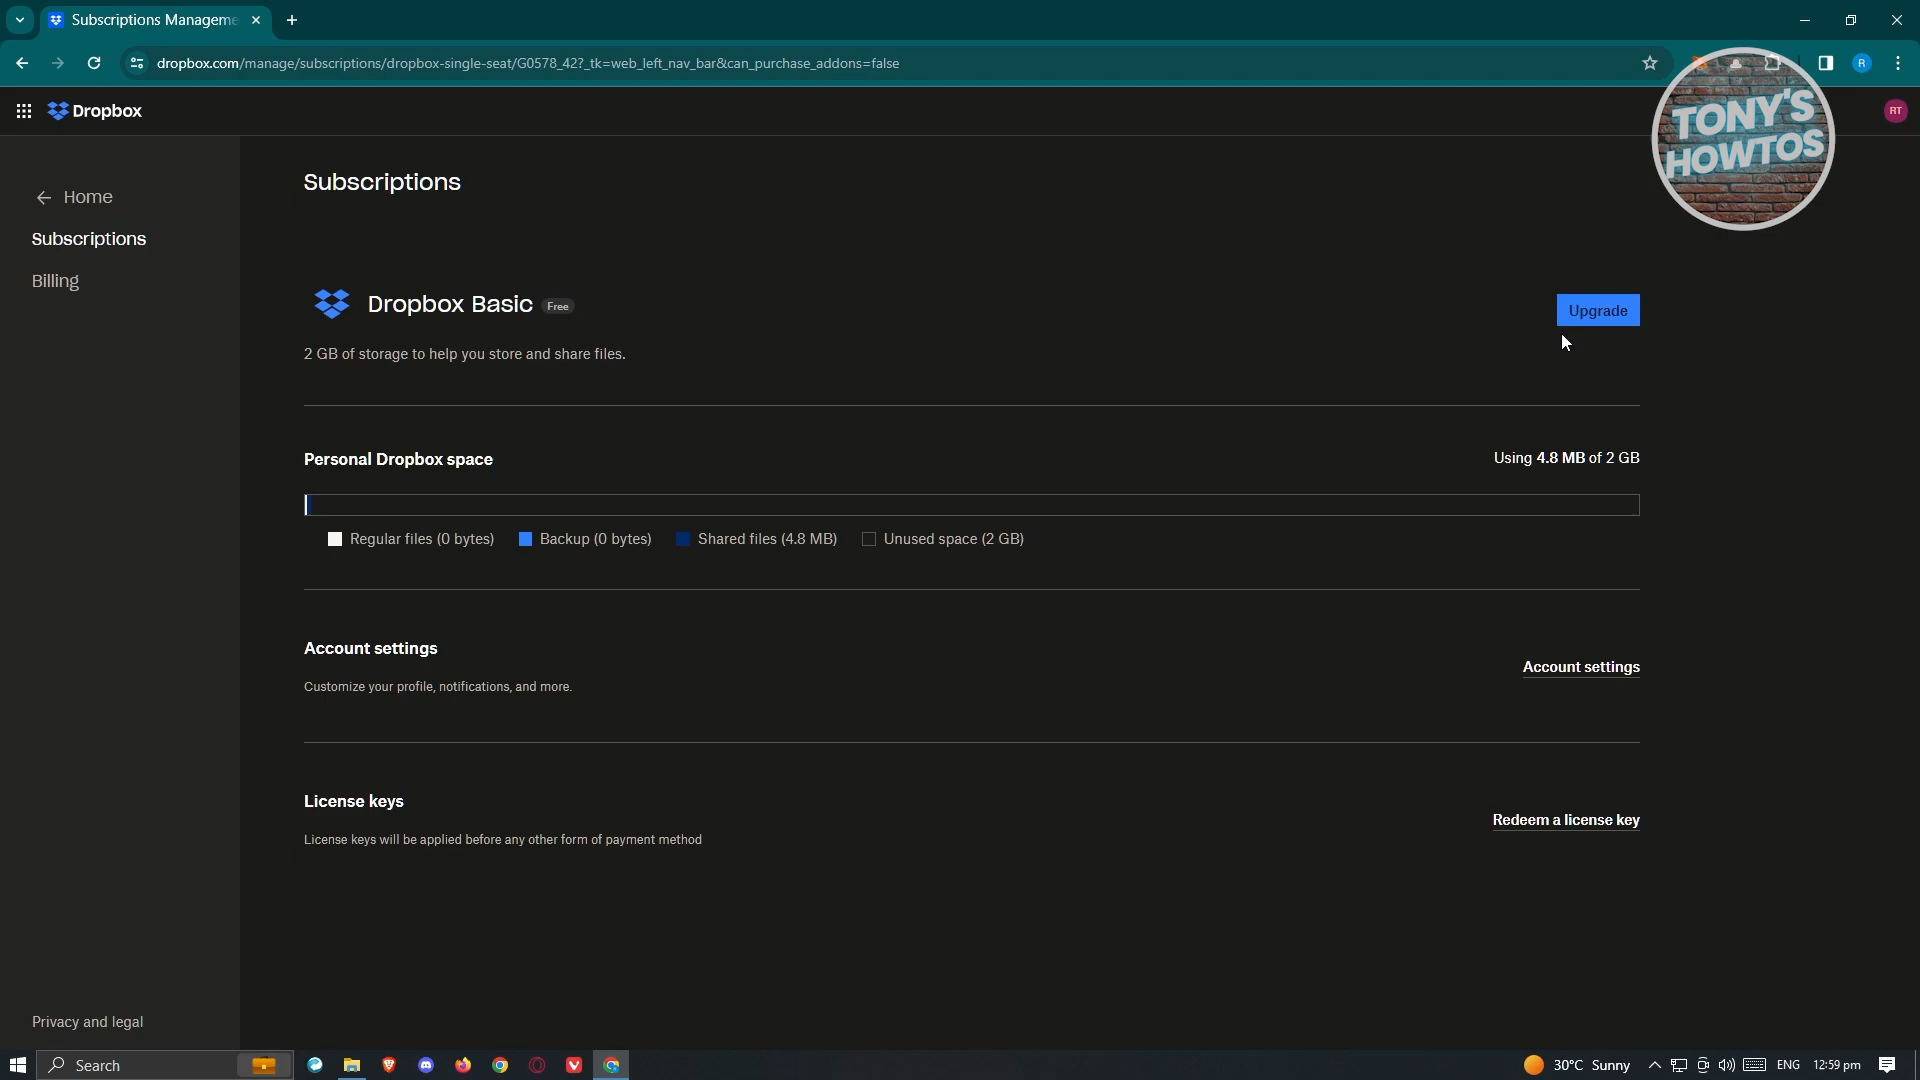 Subscriptions Manageme
dropbox.com/manage/subscriptions/dropbox-single-seat/G0578_42?_tk=web_left_nav_bar&can_purchase_addons=false
R
Dropbox
RT
TONY'S
HOWTOS
Home
Subscriptions
Billing
Subscriptions
Dropbox Basic Free
Upgrade
2 GB of storage to help you store and share files.
Personal Dropbox space
Using 4.8 MB of 2 GB
Regular files (0 bytes) Backup (0 bytes) Shared files (4.8 MB) Unused space (2 GB)
Account settings
Account settings
Customize your profile, notifications, and more.
License keys
Redeem a license key
License keys will be applied before any other form of payment method
Privacy and legal
Search
30°C Sunny
ENG
12:59 pm